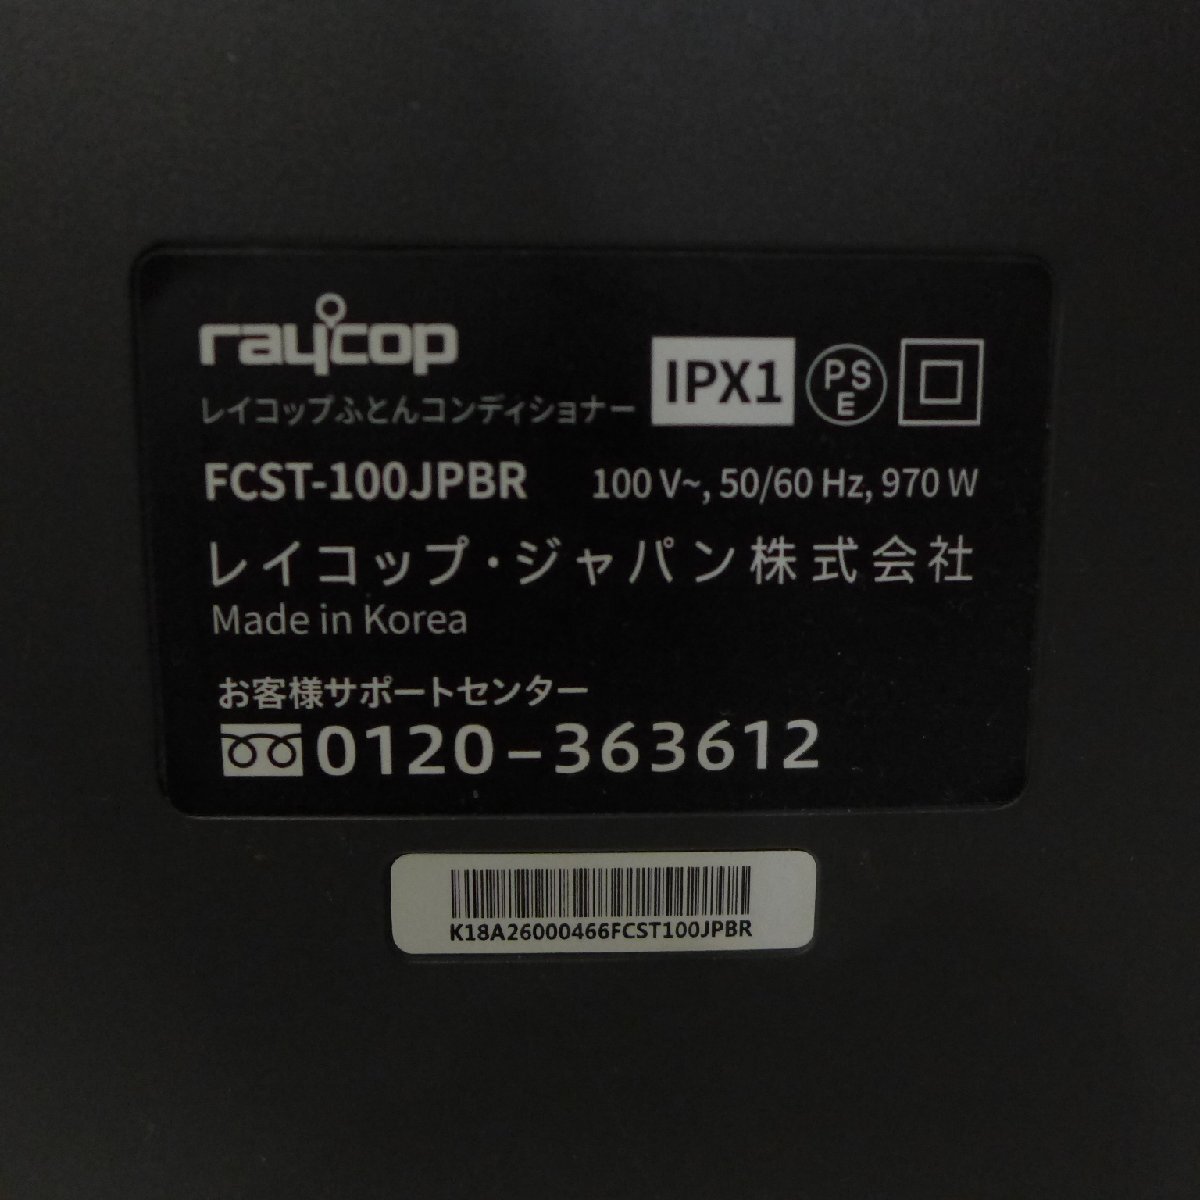 raycop
レイコップふとんコンディショナー
IPX1
PSE
FCST-100JPBR 100 V~, 50/60 Hz, 970 W
レイコップ・ジャパン株式会社
Made in Korea
お客様サポートセンター
0120-363612
K18A26000466FCST100JPBR